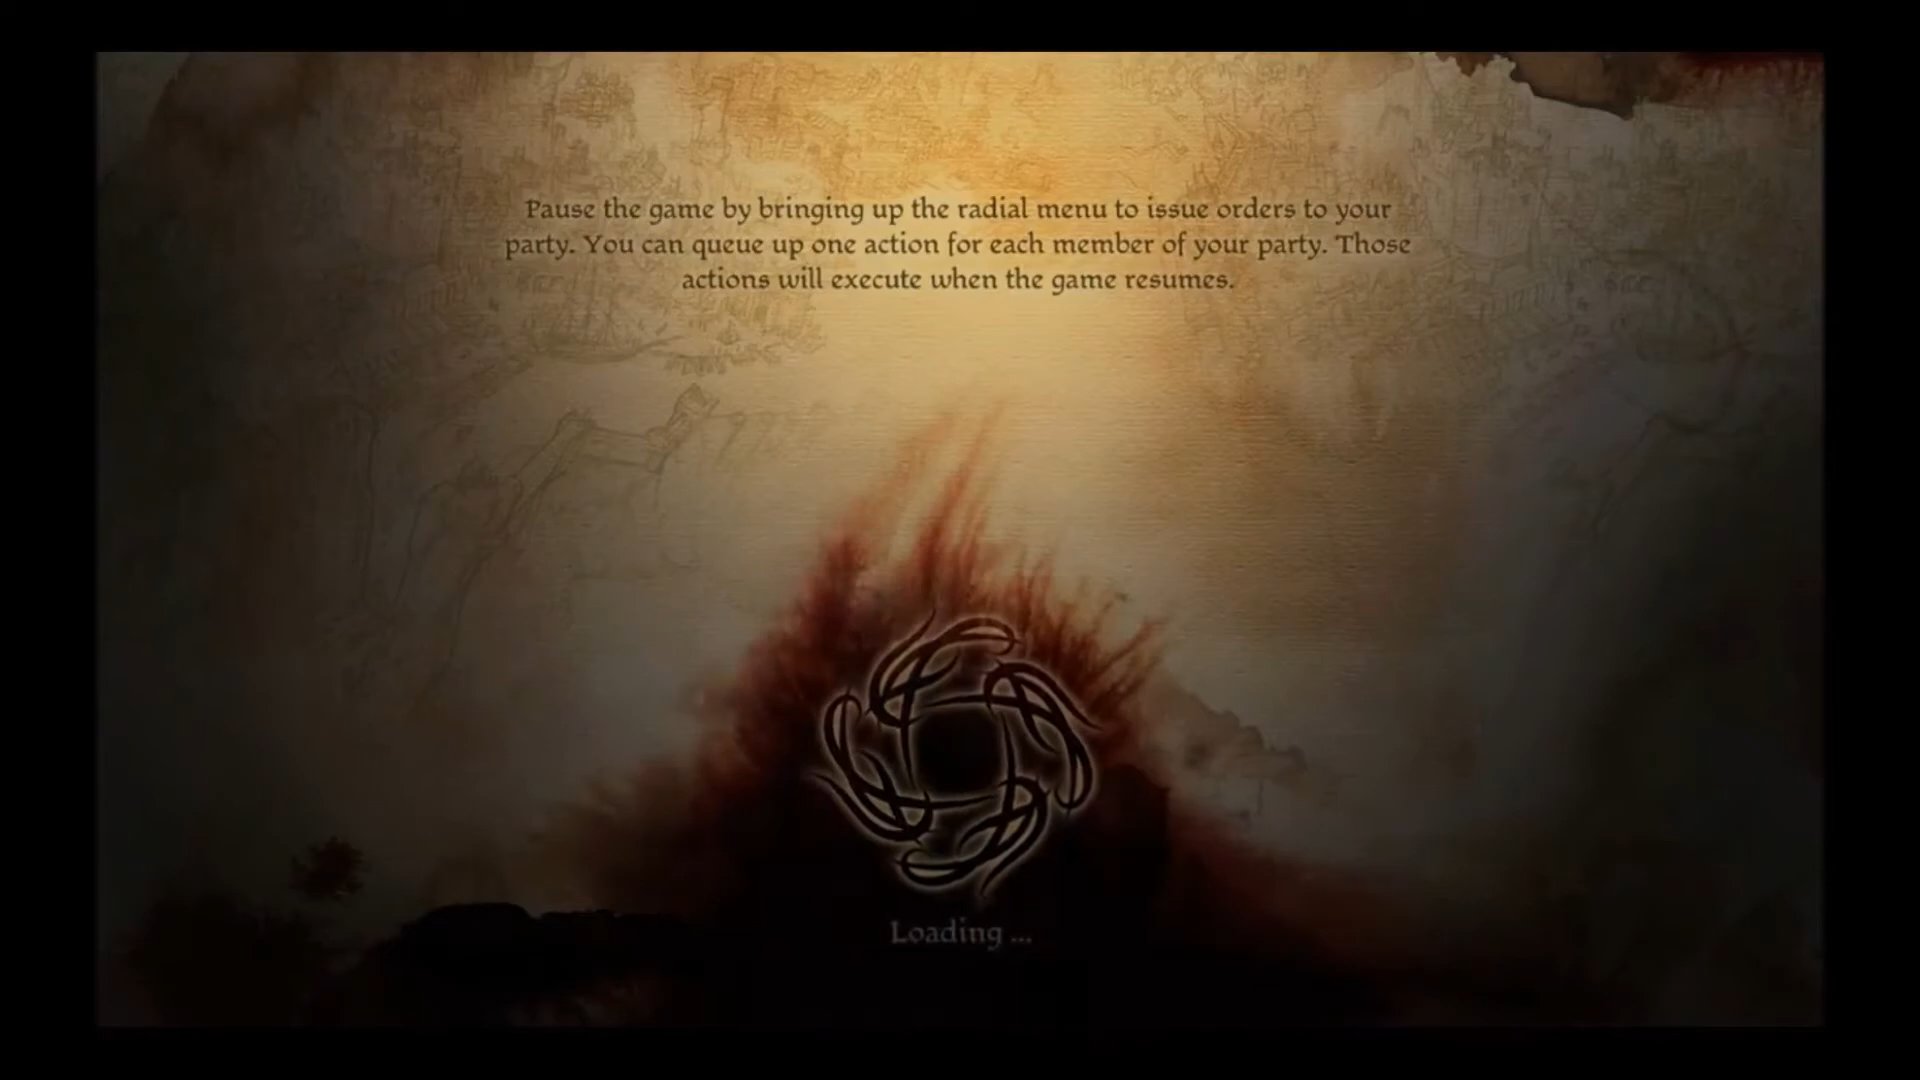 Pause the game by bringing up the radial menu to issue orders to your
party. You can queue up one action for each member of your party. Those
actions will execute when the game resumes.
Loading ...